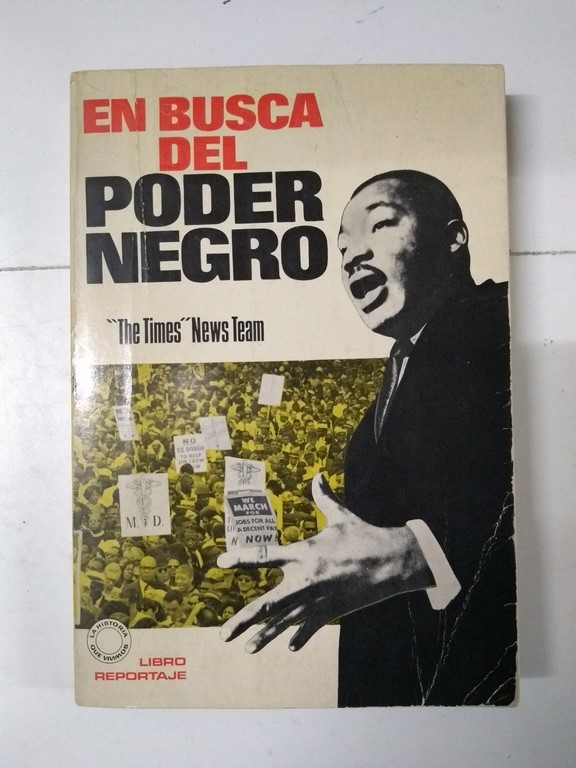 EN BUSCA
DEL
PODER
NEGRO
"The Times" News Team
NO
M D.
WE
MARCH
FOR
JOBS FOR ALL
A DECENT PAY
NOW!
LA HISTORIA
QUE VIVIMOS
LIBRO
REPORTAJE